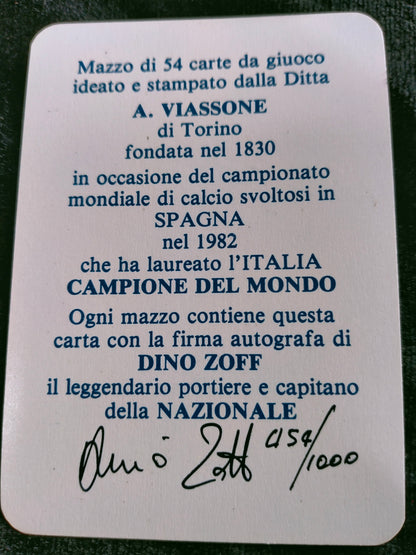 Mazzo di 54 carte da giuoco
ideato e stampato dalla Ditta
A. VIASSONE
di Torino
fondata nel 1830
in occasione del campionato
mondiale di calcio svoltosi in
SPAGNA
nel 1982
che ha laureato l'ITALIA
CAMPIONE DEL MONDO
Ogni mazzo contiene questa
carta con la firma autografa di
DINO ZOFF
il leggendario portiere e capitano
della NAZIONALE
Dino Zoff 454/1000